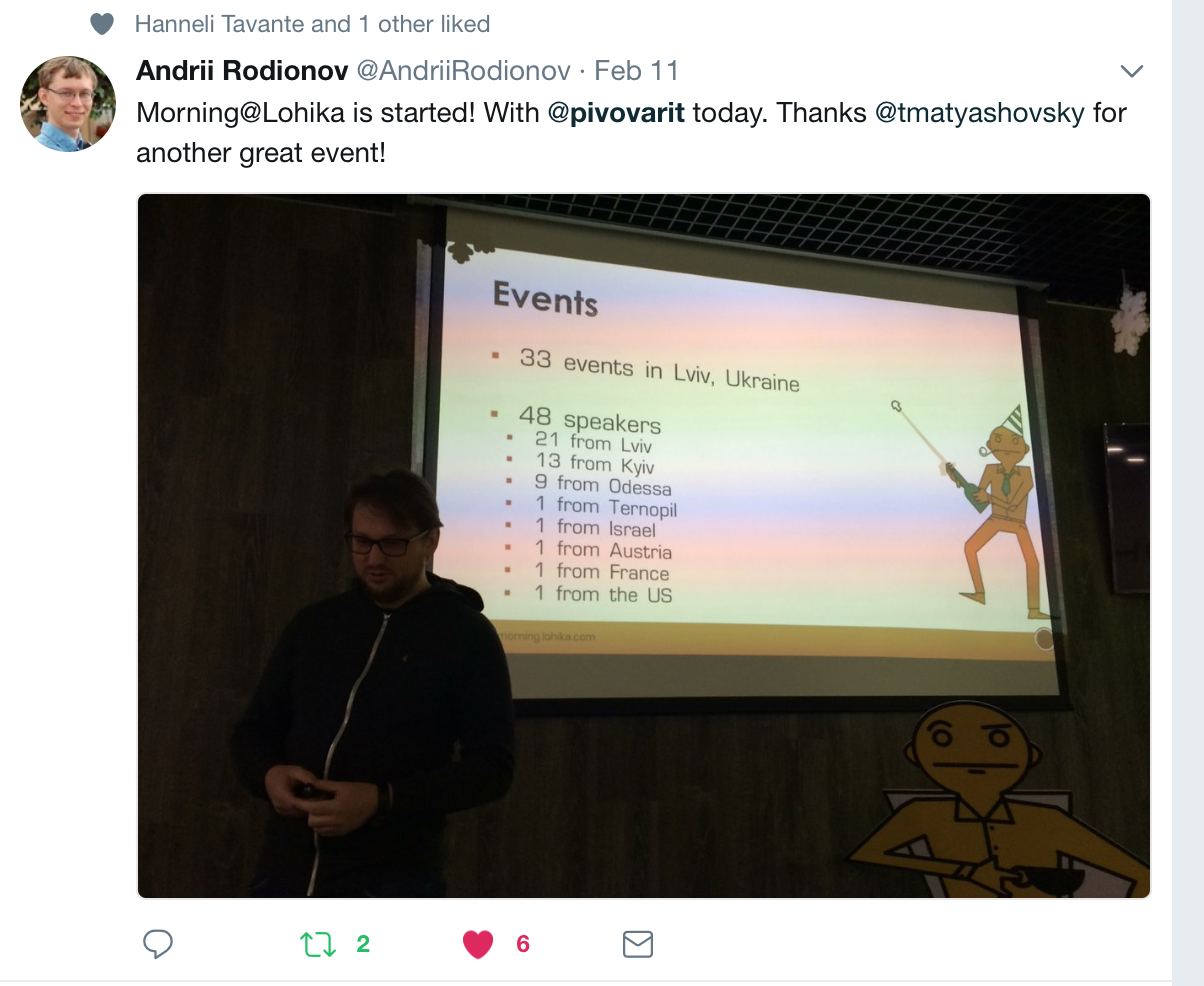 Hanneli Tavante and 1 other liked
Andrii Rodionov @AndriiRodionov · Feb 11
Morning@Lohika is started! With @pivovarit today. Thanks @tmatyashovsky for
another great event!
Events
33 events in Lviv, Ukraine
48 speakers
21 from Lviv
13 from Kyiv
9 from Odessa
1 from Ternopil
1 from Israel
1 from Austria
1 from France
1 from the US
morning.lohika.com
2
6